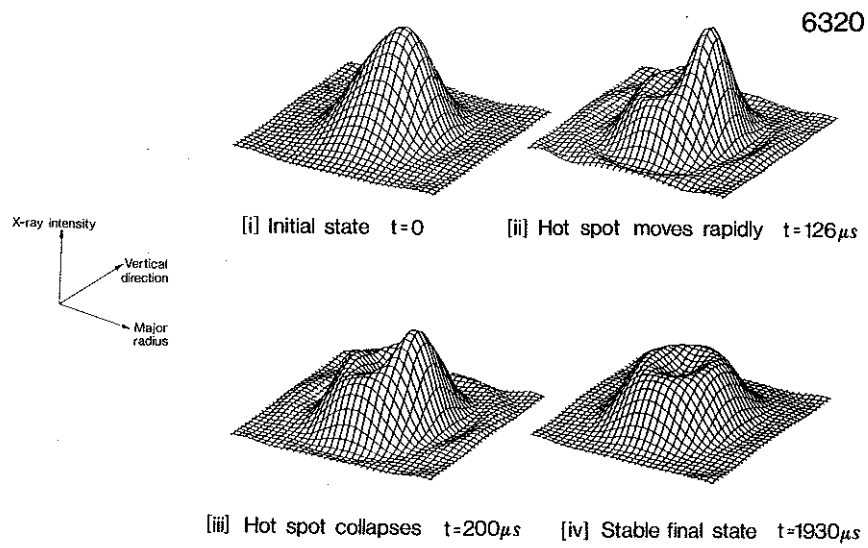 6320
[i] Initial state t=0
[ii] Hot spot moves rapidly t=126μs
X-ray intensity
Vertical
direction
Major
radius
[iii] Hot spot collapses t=200μs
[iv] Stable final state t=1930μs